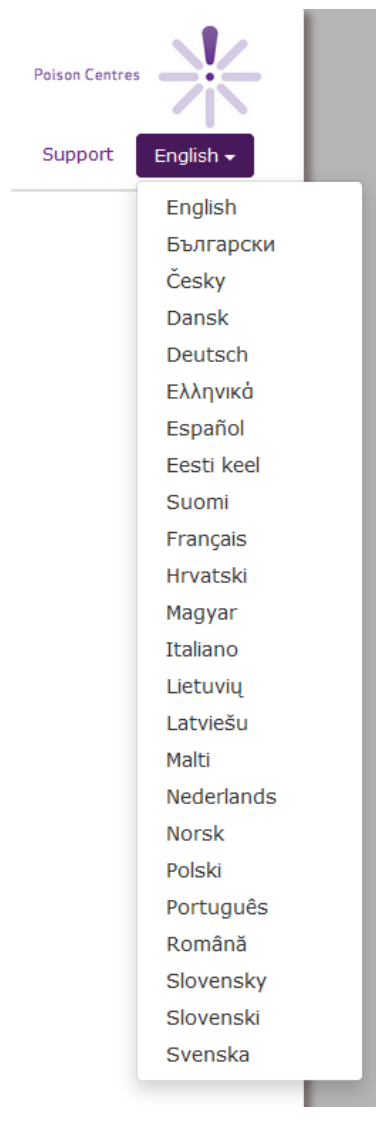 Poison Centres
Support English
English
Български
Česky
Dansk
Deutsch
Ελληνικά
Español
Eesti keel
Suomi
Français
Hrvatski
Magyar
Italiano
Lietuvių
Latviešu
Malti
Nederlands
Norsk
Polski
Português
Română
Slovensky
Slovenski
Svenska